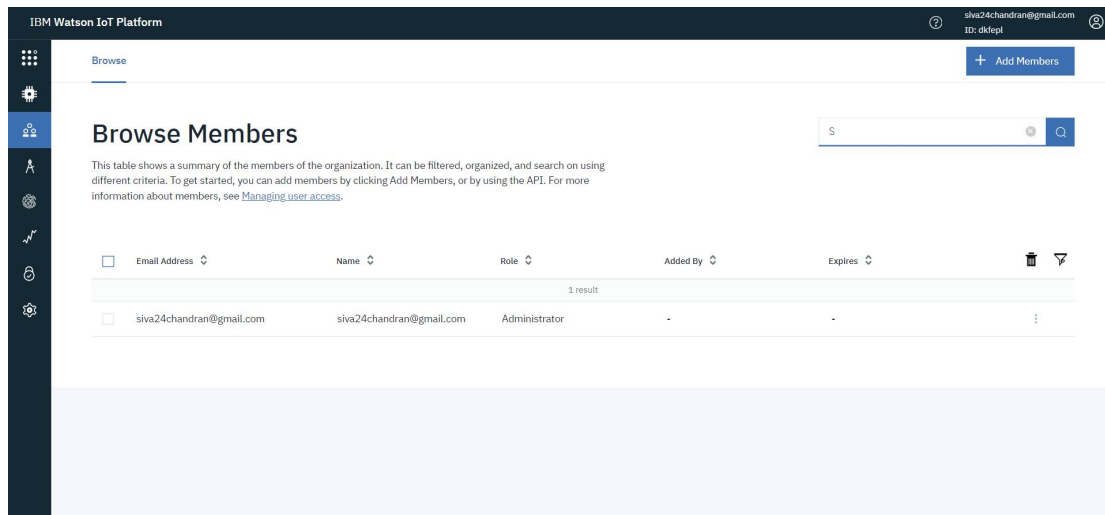 IBM Watson IoT Platform
siva24chandran@gmail.com
ID: dkfepl
Browse
+ Add Members
Browse Members
S
This table shows a summary of the members of the organization. It can be filtered, organized, and search on using
different criteria. To get started, you can add members by clicking Add Members, or by using the API. For more
information about members, see Managing user access.
Email Address Name Role Added By Expires
1 result
siva24chandran@gmail.com siva24chandran@gmail.com Administrator - -